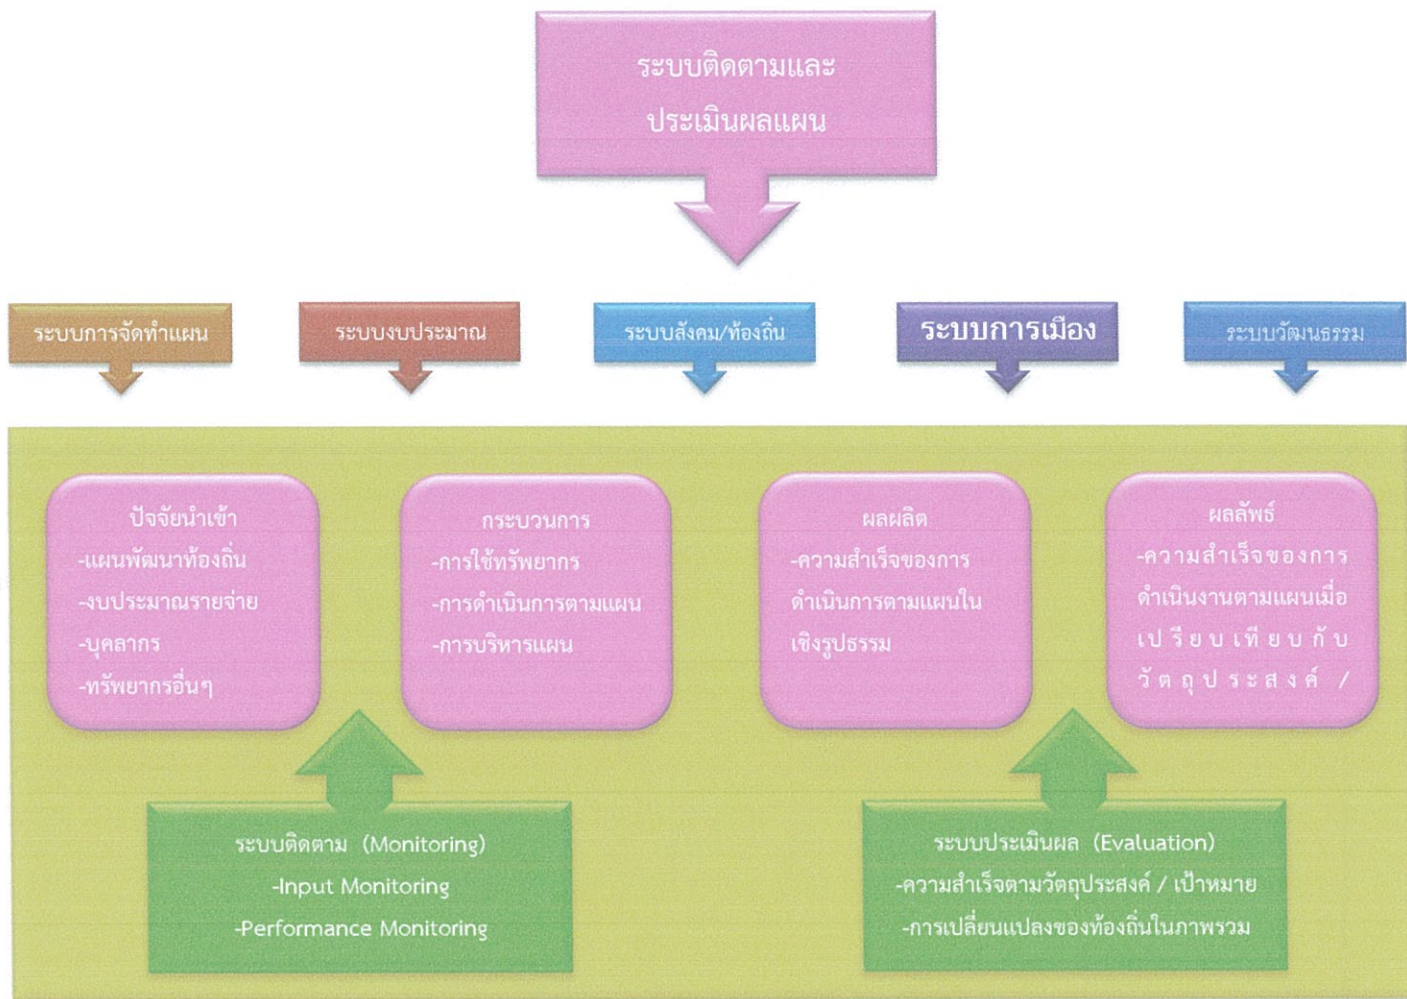 ระบบติดตามและ
ประเมินผลแผน
ระบบการจัดทำแผน
ระบบงบประมาณ
ระบบสังคม/ท้องถิ่น
ระบบการเมือง
ระบบวัฒนธรรม
ปัจจัยนำเข้า
-แผนพัฒนาท้องถิ่น
-งบประมาณรายจ่าย
-บุคลากร
-ทรัพยากรอื่นๆ
กระบวนการ
-การใช้ทรัพยากร
-การดำเนินการตามแผน
-การบริหารแผน
ผลผลิต
-ความสำเร็จของการ
ดำเนินการตามแผนใน
เชิงรูปธรรม
ผลลัพธ์
-ความสำเร็จของการ
ดำเนินงานตามแผนเมื่อ
เปรียบเทียบกับ
วัตถุประสงค์ /
ระบบติดตาม (Monitoring)
-Input Monitoring
-Performance Monitoring
ระบบประเมินผล (Evaluation)
-ความสำเร็จตามวัตถุประสงค์ / เป้าหมาย
-การเปลี่ยนแปลงของท้องถิ่นในภาพรวม